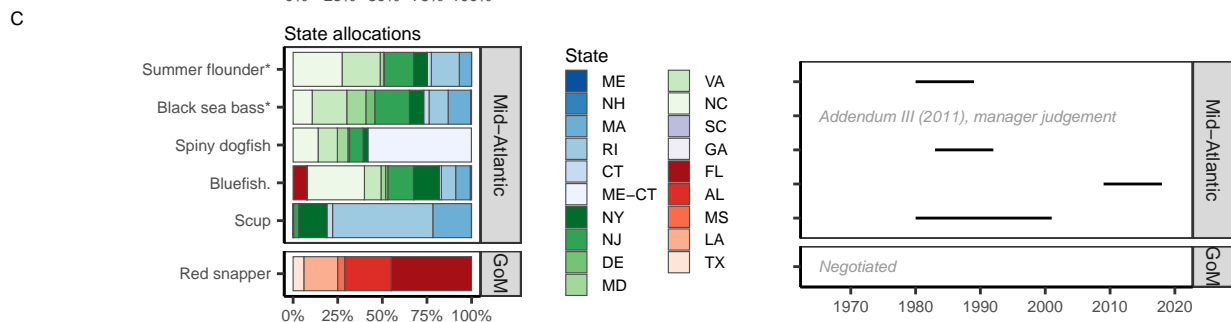 C
State allocations
Summer flounder*
Black sea bass*
Spiny dogfish
Bluefish.
Scup
Mid−Atlantic
Red snapper
GoM
0% 25% 50% 75% 100%
State
ME
NH
MA
RI
CT
ME−CT
NY
NJ
DE
MD
VA
NC
SC
GA
FL
AL
MS
LA
TX
Addendum III (2011), manager judgement
Mid−Atlantic
Negotiated
GoM
1970 1980 1990 2000 2010 2020